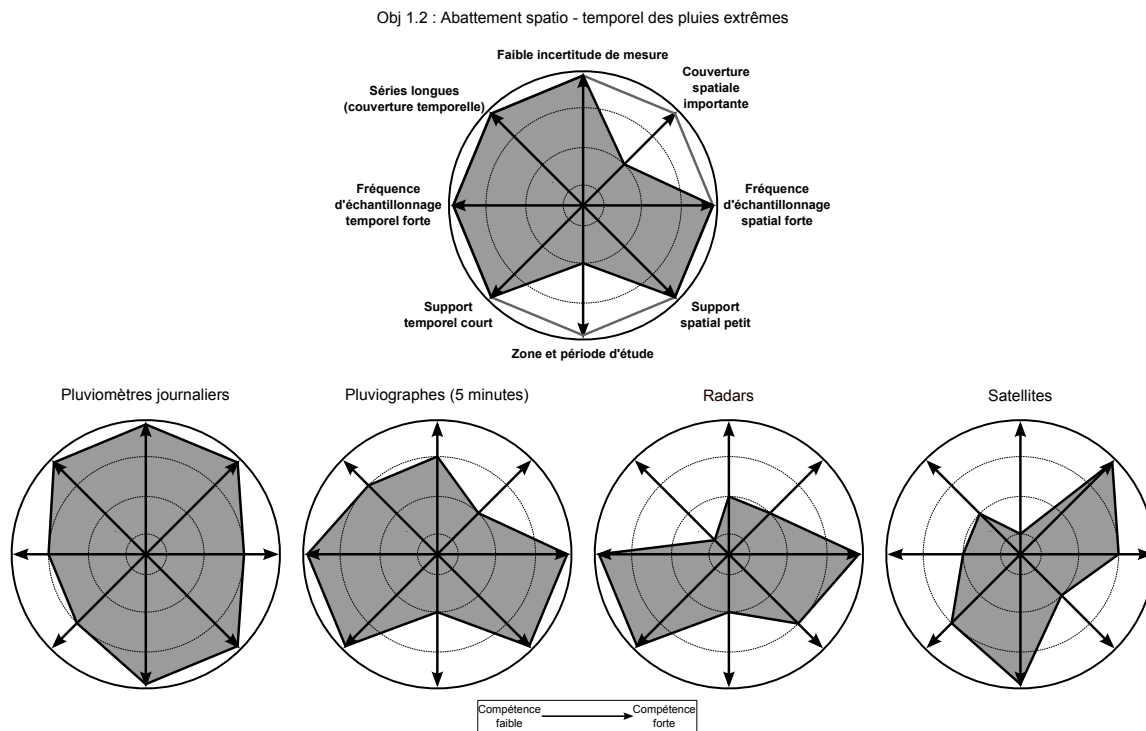 Obj 1.2 : Abattement spatio - temporel des pluies extrêmes
Faible incertitude de mesure
Séries longues
(couverture temporelle)
Couverture
spatiale
importante
Fréquence
d'échantillonnage
temporel forte
Fréquence
d'échantillonnage
spatial forte
Support
temporel court
Support
spatial petit
Zone et période d'étude
Pluviomètres journaliers
Pluviographes (5 minutes)
Radars
Satellites
Compétence
faible
Compétence
forte